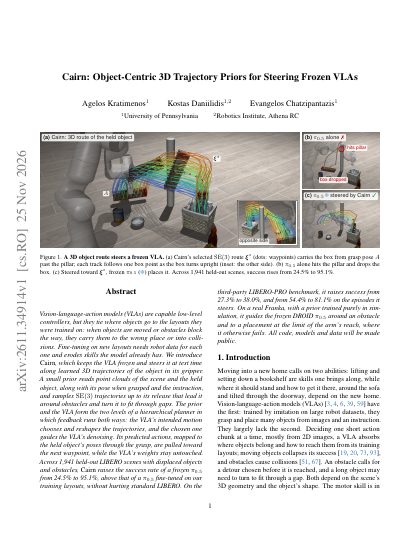 Cairn: Object-Centric 3D Trajectory Priors for Steering Frozen VLAs
Agelos Kratimenos¹ Kostas Daniilidis¹,² Evangelos Chatzipantazis¹
¹University of Pennsylvania ²Robotics Institute, Athena RC
arXiv:2611.34914v1 [cs.RO] 25 Nov 2026
(a) Cairn: 3D route of the held object
A
ξ*
opposite side
(b) π0.5 alone ✗
hits pillar
box dropped
(c) π0.5 steered by Cairn ✓
Figure 1. A 3D object route steers a frozen VLA. (a) Cairn's selected SE(3) route ξ* (dots: waypoints) carries the box from grasp pose A
past the pillar; each track follows one box point as the box turns upright (inset: the other side). (b) π0.5 alone hits the pillar and drops the
box. (c) Steered toward ξ*, frozen π0.5 (❄) places it. Across 1,941 held-out scenes, success rises from 24.5% to 95.1%.
Abstract
Vision-language-action models (VLAs) are capable low-level
controllers, but they tie where objects go to the layouts they
were trained on: when objects are moved or obstacles block
the way, they carry them to the wrong place or into colli-
sions. Fine-tuning on new layouts needs robot data for each
one and erodes skills the model already has. We introduce
Cairn, which keeps the VLA frozen and steers it at test time
along learned 3D trajectories of the object in its gripper.
A small prior reads point clouds of the scene and the held
object, along with its pose when grasped and the instruction,
and samples SE(3) trajectories up to its release that lead it
around obstacles and turn it to fit through gaps. The prior
and the VLA form the two levels of a hierarchical planner in
which feedback runs both ways: the VLA's intended motion
chooses and reshapes the trajectories, and the chosen one
guides the VLA's denoising. Its predicted actions, mapped
to the held object's poses through the grasp, are pulled toward
the next waypoint, while the VLA's weights stay untouched.
Across 1,941 held-out LIBERO scenes with displaced objects
and obstacles, Cairn raises the success rate of a frozen π0.5
from 24.5% to 95.1%, above that of a π0.5 fine-tuned on
our training layouts, without hurting standard LIBERO. On the
third-party LIBERO-PRO benchmark, it raises success from
27.3% to 38.0%, and from 54.4% to 81.1% on the episodes it
steers. On a real Franka, with a prior trained purely in sim-
ulation, it guides the frozen DROID π0.5 around an obstacle
and to a placement at the limit of the arm's reach, where it
otherwise fails. All code, models and data will be made
public.
1. Introduction
Moving into a new home calls on two abilities: lifting and
setting down a bookshelf are skills one brings along, while
where it should stand and how to get it there, around the sofa
and tilted through the doorway, depend on the new home.
Vision-language-action models (VLAs) [3, 4, 6, 39, 59] have
the first: trained by imitation on large robot datasets, they
grasp and place many objects from images and an instruction.
They largely lack the second. Deciding one short action
chunk at a time, mostly from 2D images, a VLA absorbs
where objects belong and how to reach them from its training
layouts; moving objects collapses its success [19, 20, 73, 93],
and obstacles cause collisions [51, 67]. An obstacle calls for
a detour chosen before it is reached, and a long object may
need to turn to fit through a gap. Both depend on the scene's
3D geometry and the object's shape. The motor skill is in
1